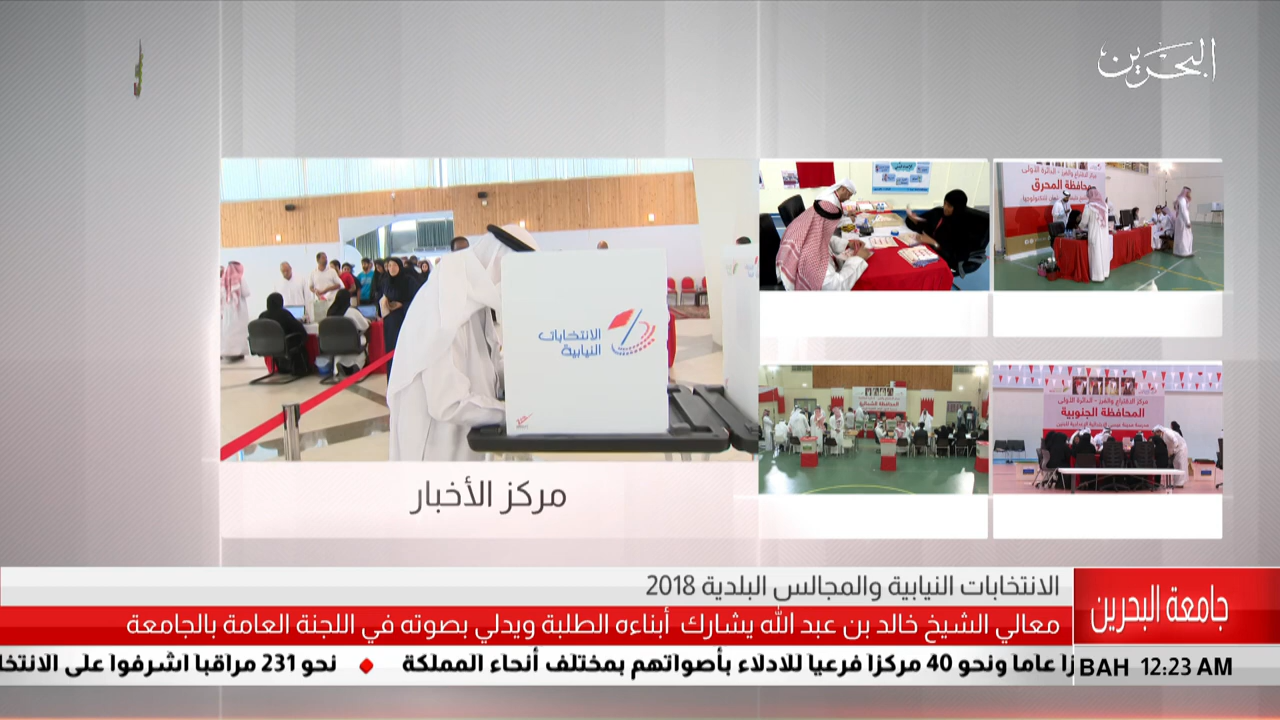 البحرين
مركز الاقتراع والفرز - الدائرة الأولى
محافظة المحرق
الانتخابات
النيابية
المحافظة الشمالية
مركز الاقتراع والفرز - الدائرة الأولى
المحافظة الجنوبية
مركز الأخبار
الانتخابات النيابية والمجالس البلدية 2018
جامعة البحرين
معالي الشيخ خالد بن عبد الله يشارك أبناءه الطلبة ويدلي بصوته في اللجنة العامة بالجامعة
زا عاما ونحو 40 مركزا فرعيا للادلاء بأصواتهم بمختلف أنحاء المملكة ♦ نحو 231 مراقبا اشرفوا على الانتخا
BAH 12:23 AM